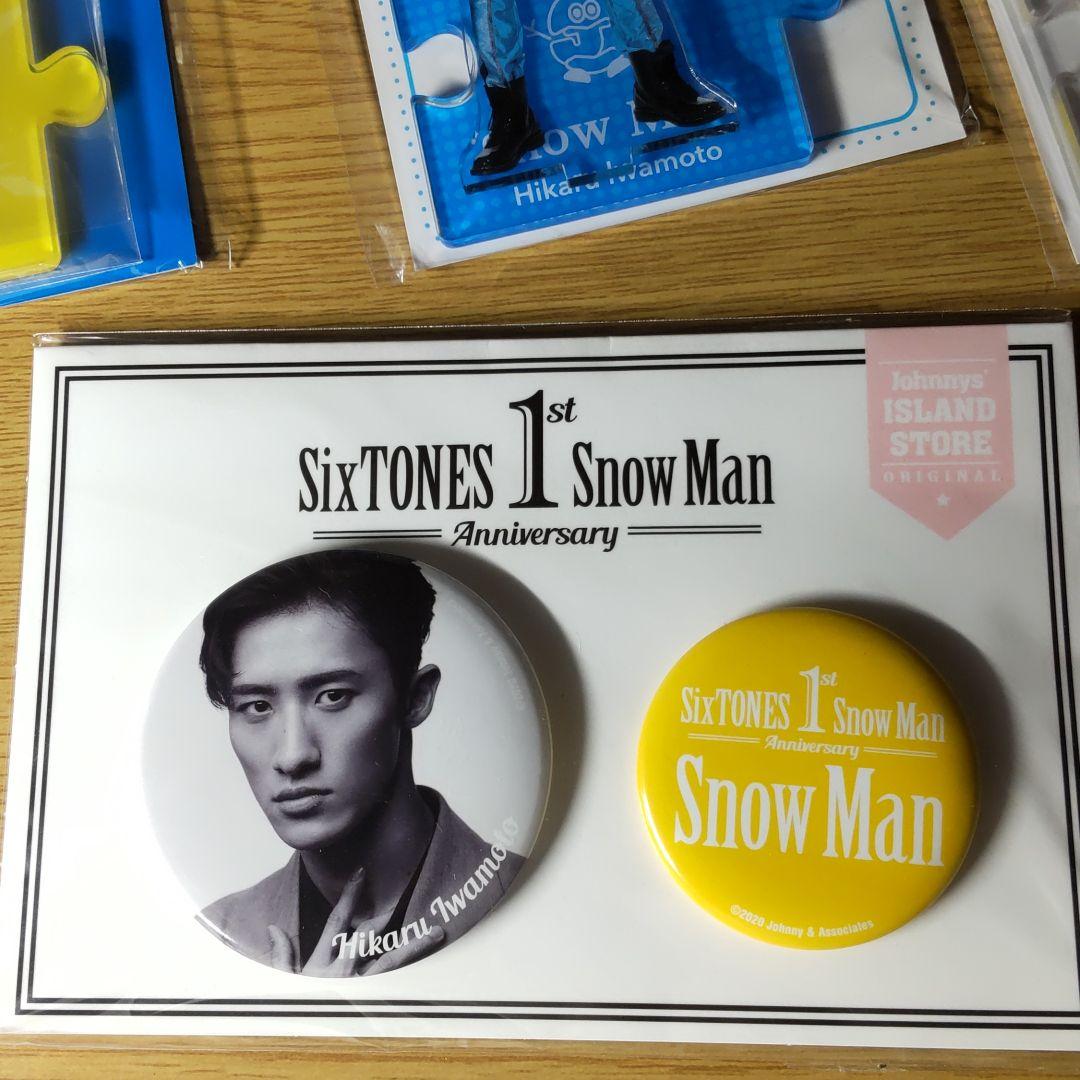 Snow M
Hikaru Iwamoto
Johnnys'
ISLAND
STORE
ORIGINAL
SixTONES 1st Snow Man
Anniversary
Hikaru Iwamoto
SixTONES 1st Snow Man
Anniversary
Snow Man
©2020 Johnny & Associates